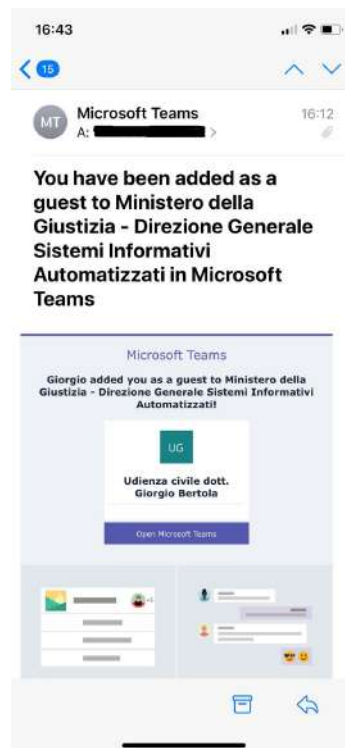 16:43
15
MT
Microsoft Teams
16:12
A:
You have been added as a
guest to Ministero della
Giustizia - Direzione Generale
Sistemi Informativi
Automatizzati in Microsoft
Teams
Microsoft Teams
Giorgio added you as a guest to Ministero della
Giustizia - Direzione Generale Sistemi Informativi
Automatizzati!
UG
Udienza civile dott.
Giorgio Bertola
Open Microsoft Teams